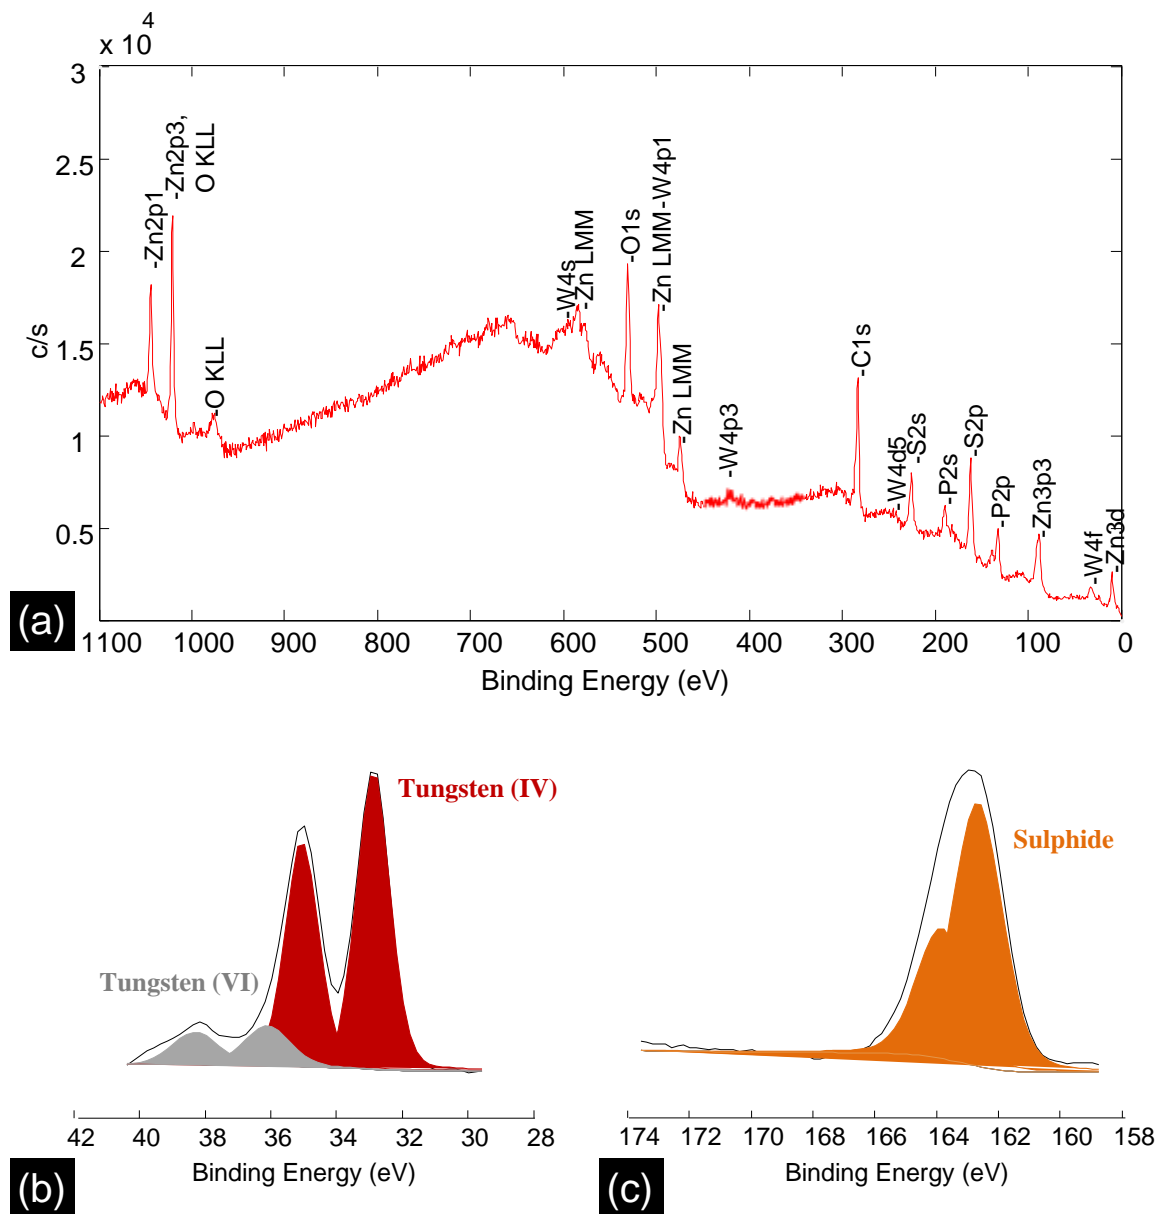 x 10
4
3
2.5
2
1.5
1
0.5
c/s
-Zn2p1
-Zn2p3,
O KLL
O KLL
-W4s
-Zn LMM
-O1s
-Zn LMM-W4p1
-Zn LMM
-W4p3
-C1s
-W4d5
-S2s
-P2s
-S2p
-P2p
-Zn3p3
-W4f
-Zn3d
(a)
1100 1000 900 800 700 600 500 400 300 200 100 0
Binding Energy (eV)
Tungsten (IV)
Tungsten (VI)
42 40 38 36 34 32 30 28
Binding Energy (eV)
(b)
Sulphide
174 172 170 168 166 164 162 160 158
Binding Energy (eV)
(c)